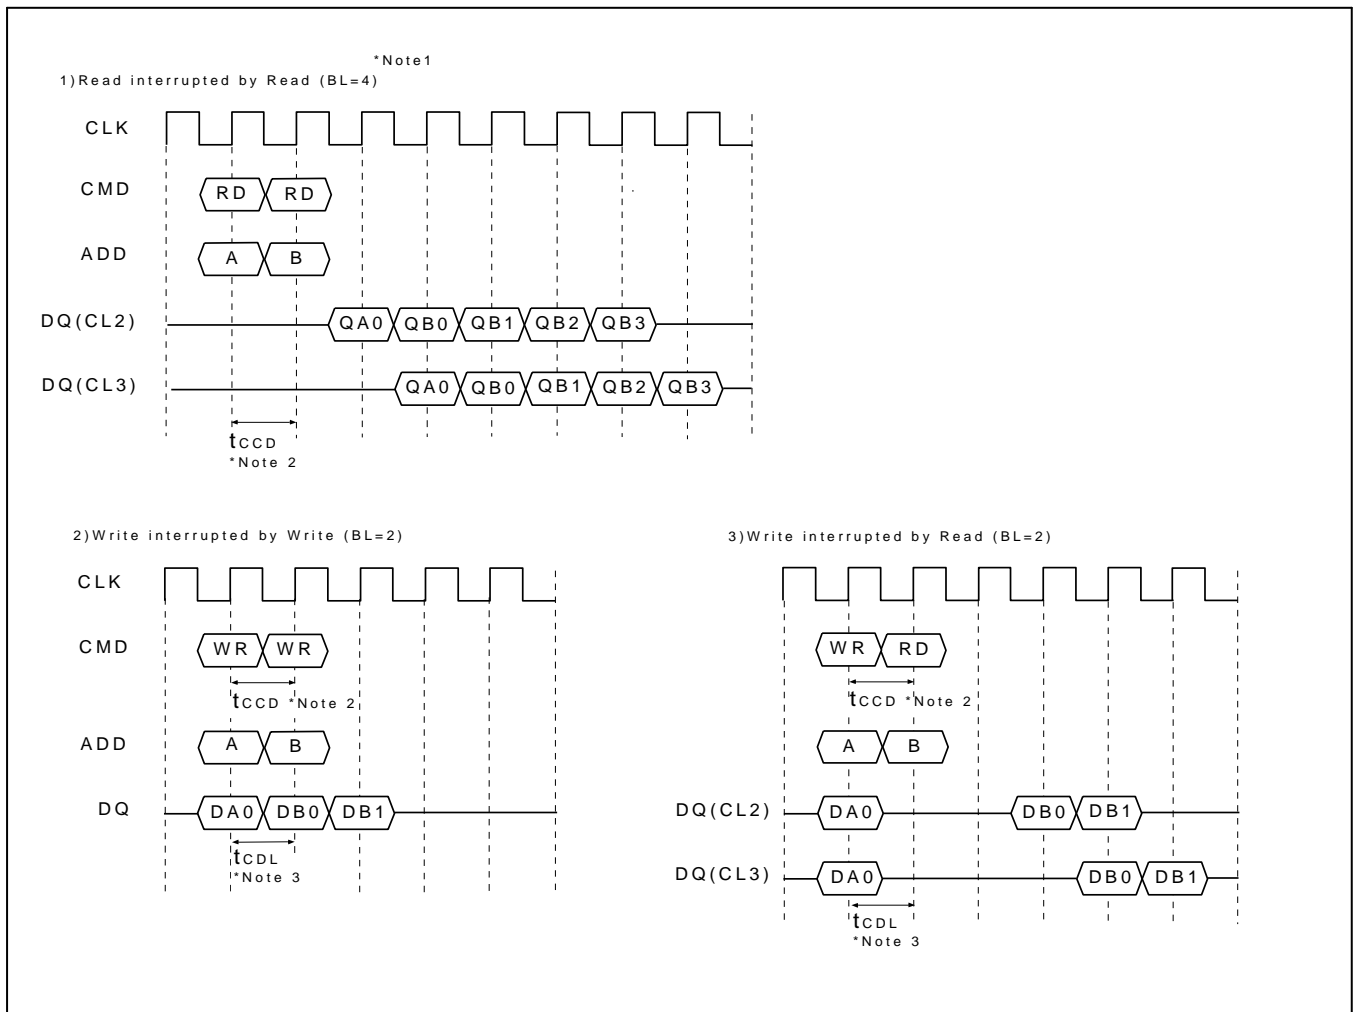 *Note1
1)Read interrupted by Read (BL=4)
CLK
CMD RD RD
ADD A B
DQ(CL2) QA0 QB0 QB1 QB2 QB3
DQ(CL3) QA0 QB0 QB1 QB2 QB3
tCCD
*Note 2
2)Write interrupted by Write (BL=2)
CLK
CMD WR WR
tCCD *Note 2
ADD A B
DQ DA0 DB0 DB1
tCDL
*Note 3
3)Write interrupted by Read (BL=2)
WR RD
tCCD *Note 2
A B
DQ(CL2) DA0 DB0 DB1
DQ(CL3) DA0 DB0 DB1
tCDL
*Note 3